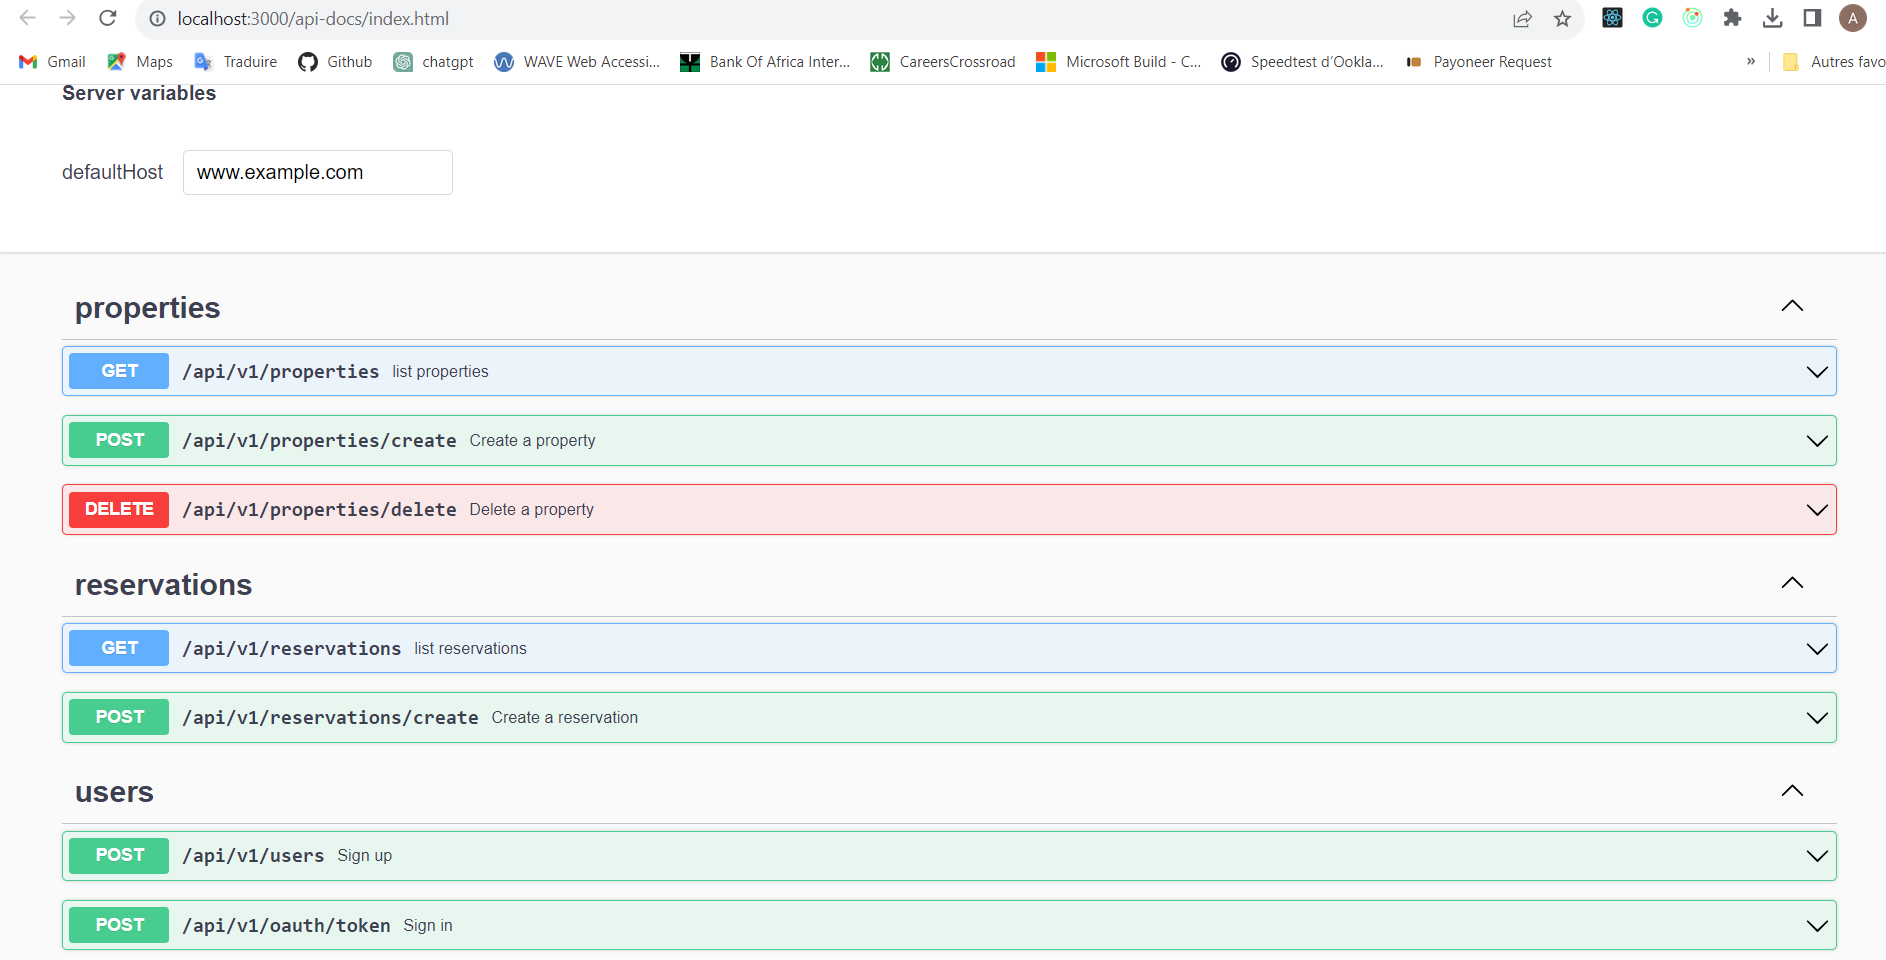 localhost:3000/api-docs/index.html
A
Gmail Maps Traduire Github chatgpt WAVE Web Accessi... Bank Of Africa Inter... CareersCrossroad Microsoft Build - C... Speedtest d'Ookla... Payoneer Request » Autres favo
Server variables
defaultHost www.example.com
properties
GET /api/v1/properties list properties
POST /api/v1/properties/create Create a property
DELETE /api/v1/properties/delete Delete a property
reservations
GET /api/v1/reservations list reservations
POST /api/v1/reservations/create Create a reservation
users
POST /api/v1/users Sign up
POST /api/v1/oauth/token Sign in